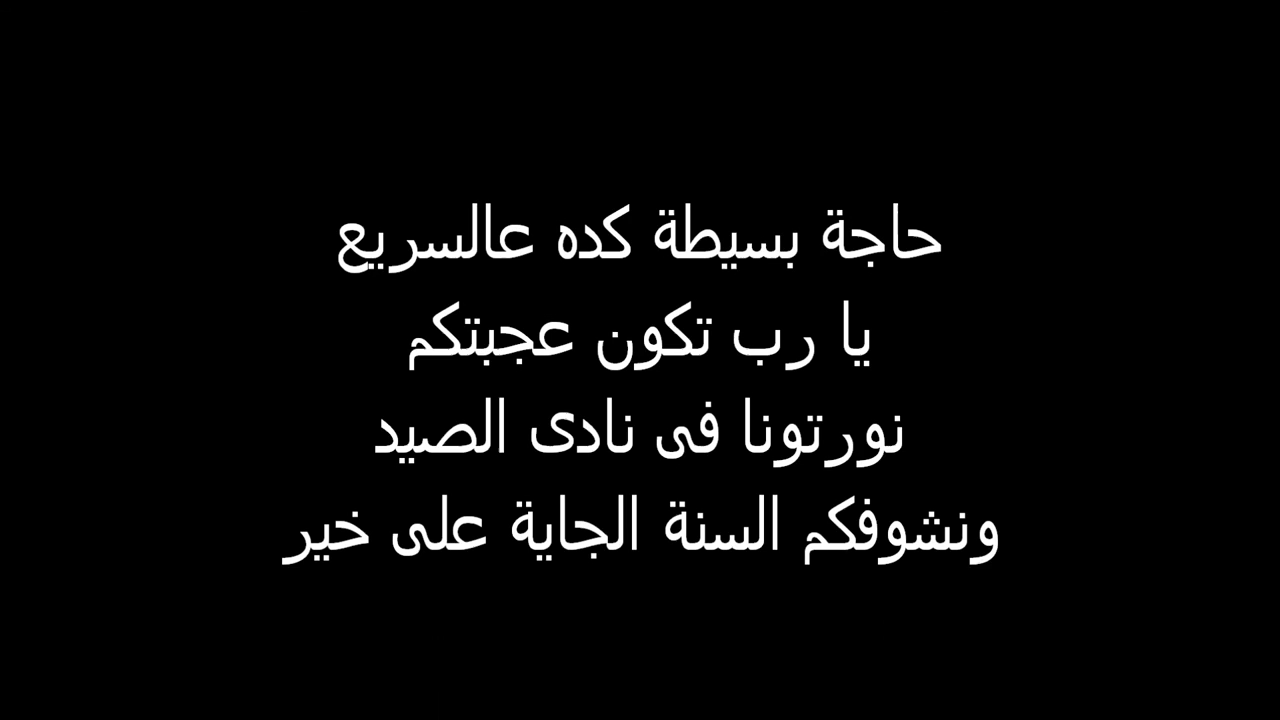 حاجة بسيطة كده عالسريع
يا رب تكون عجبتكم
نورتونا فى نادى الصيد
ونشوفكم السنة الجاية على خير